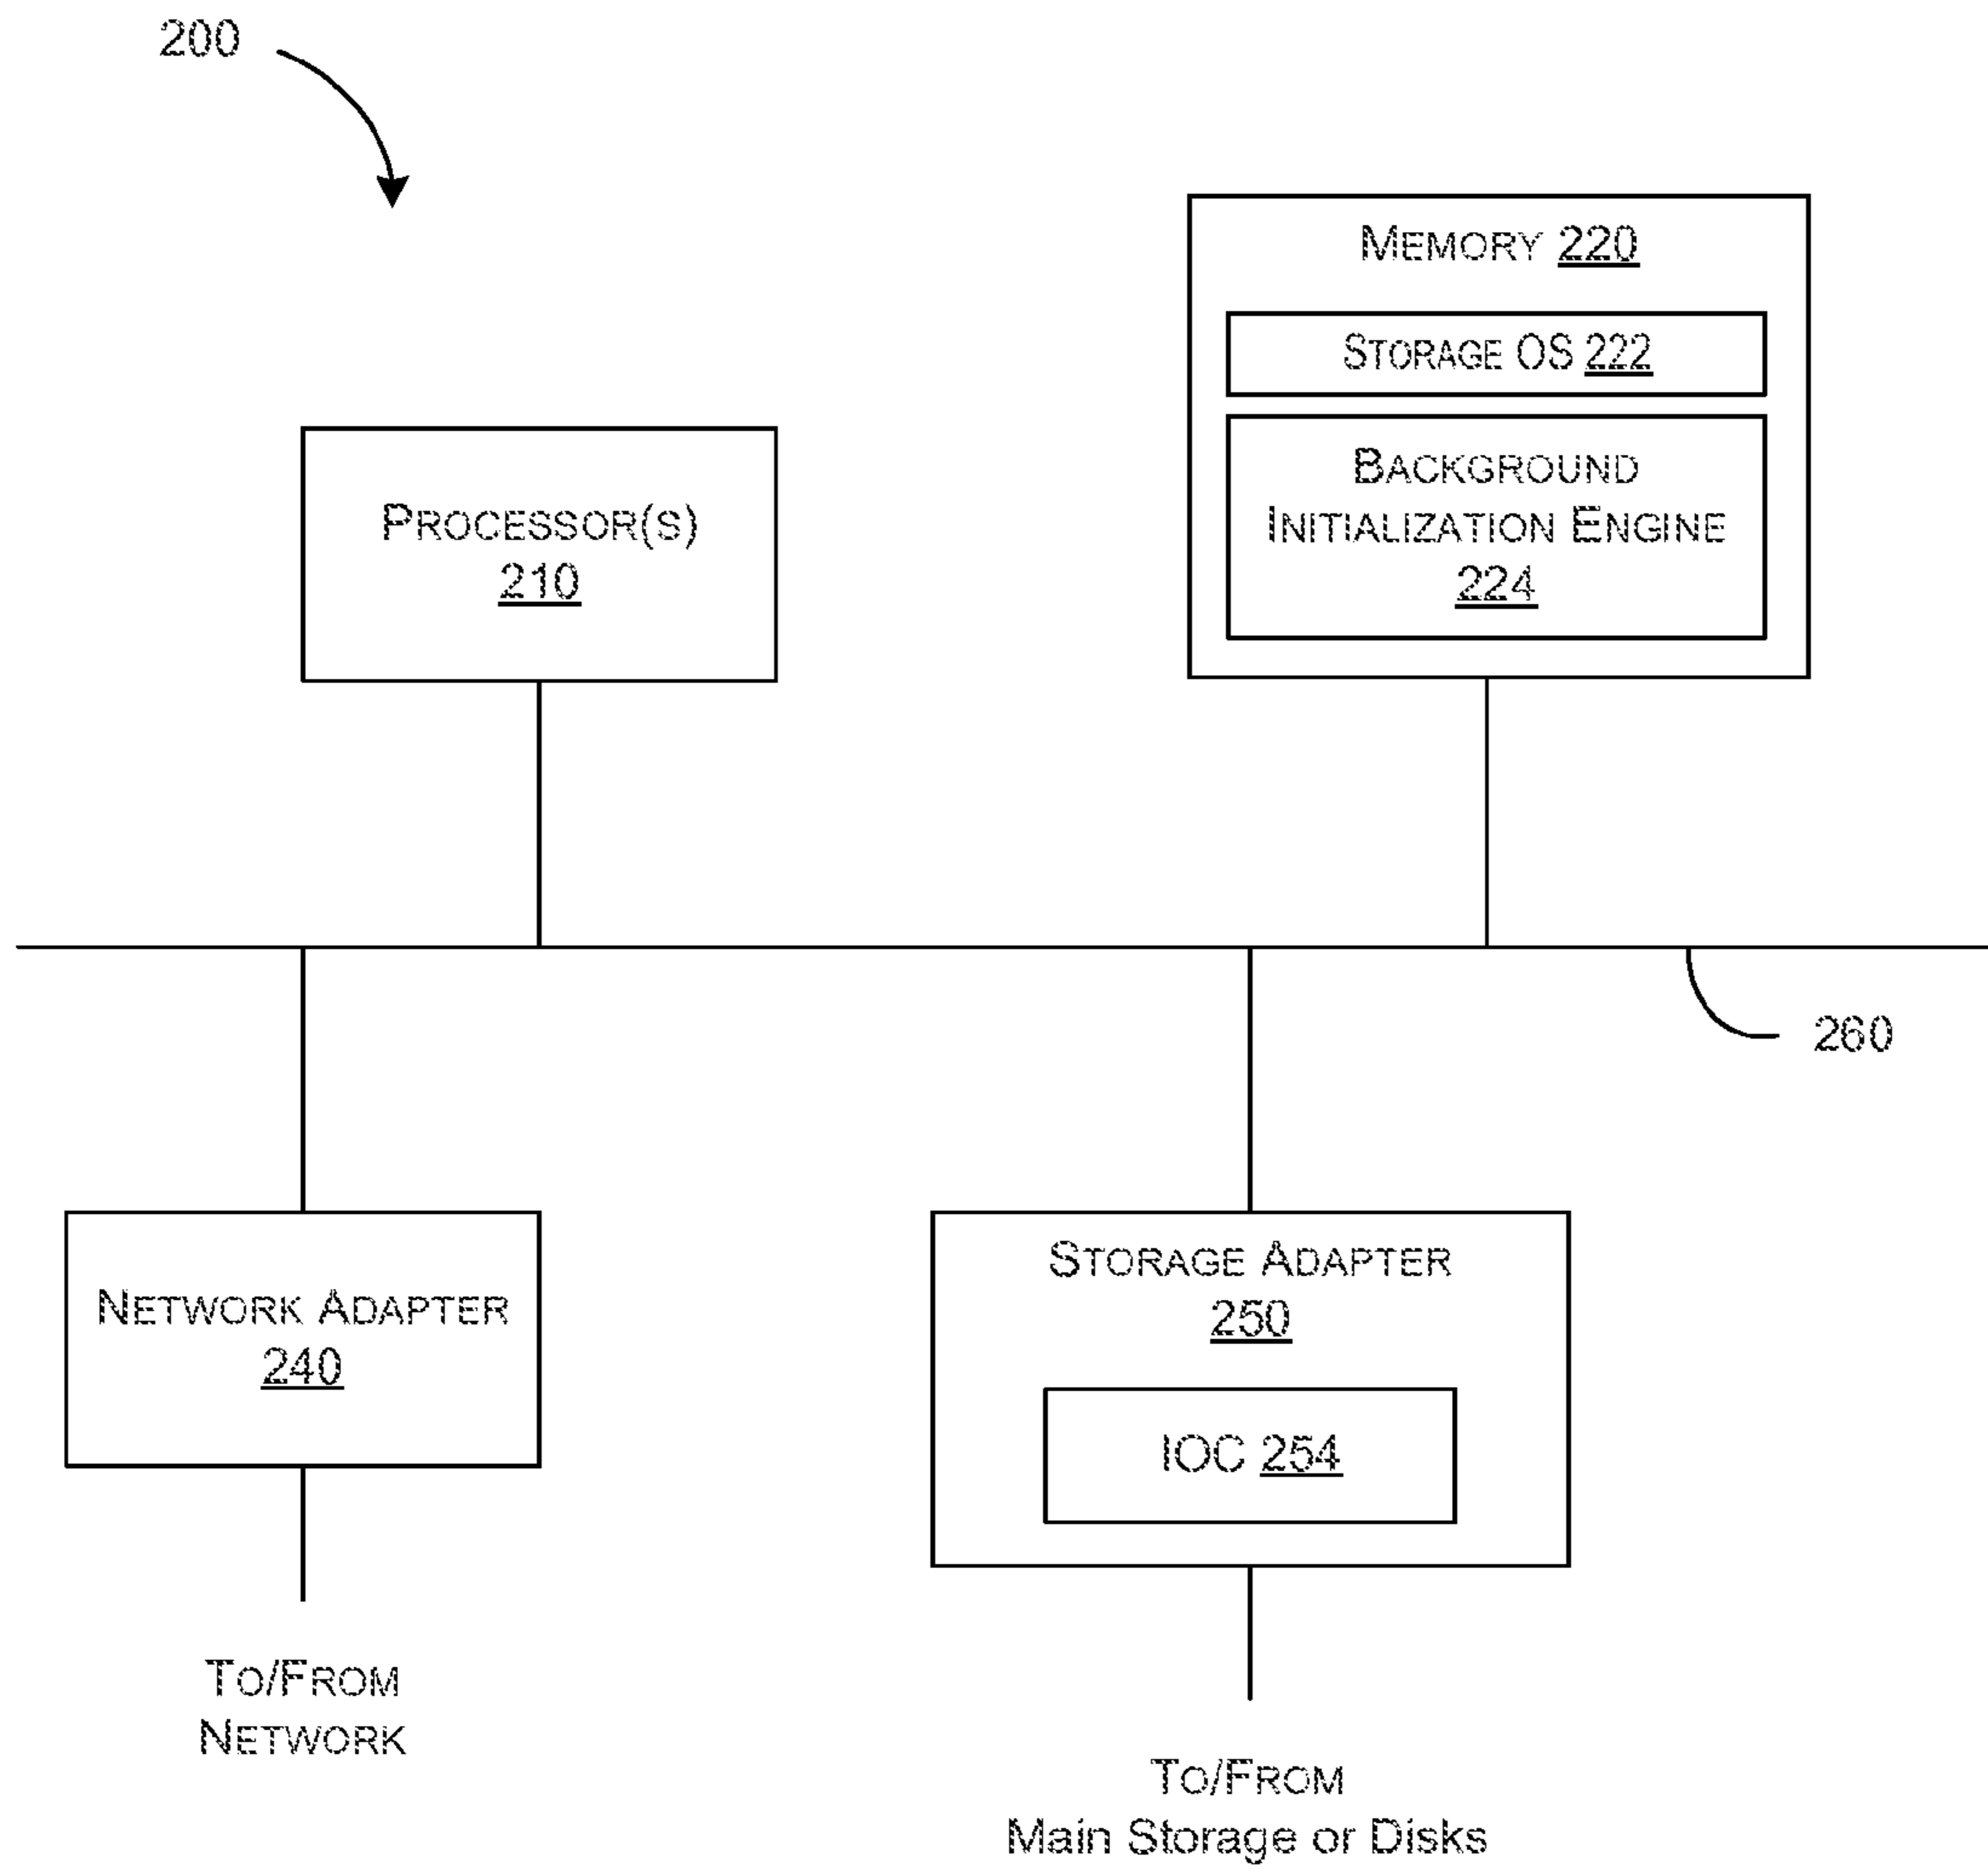 200
MEMORY 220
STORAGE OS 222
BACKGROUND
INITIALIZATION ENGINE
224
PROCESSOR(S)
210
260
NETWORK ADAPTER
240
STORAGE ADAPTER
250
IOC 254
TO/FROM
NETWORK
TO/FROM
Main Storage or Disks